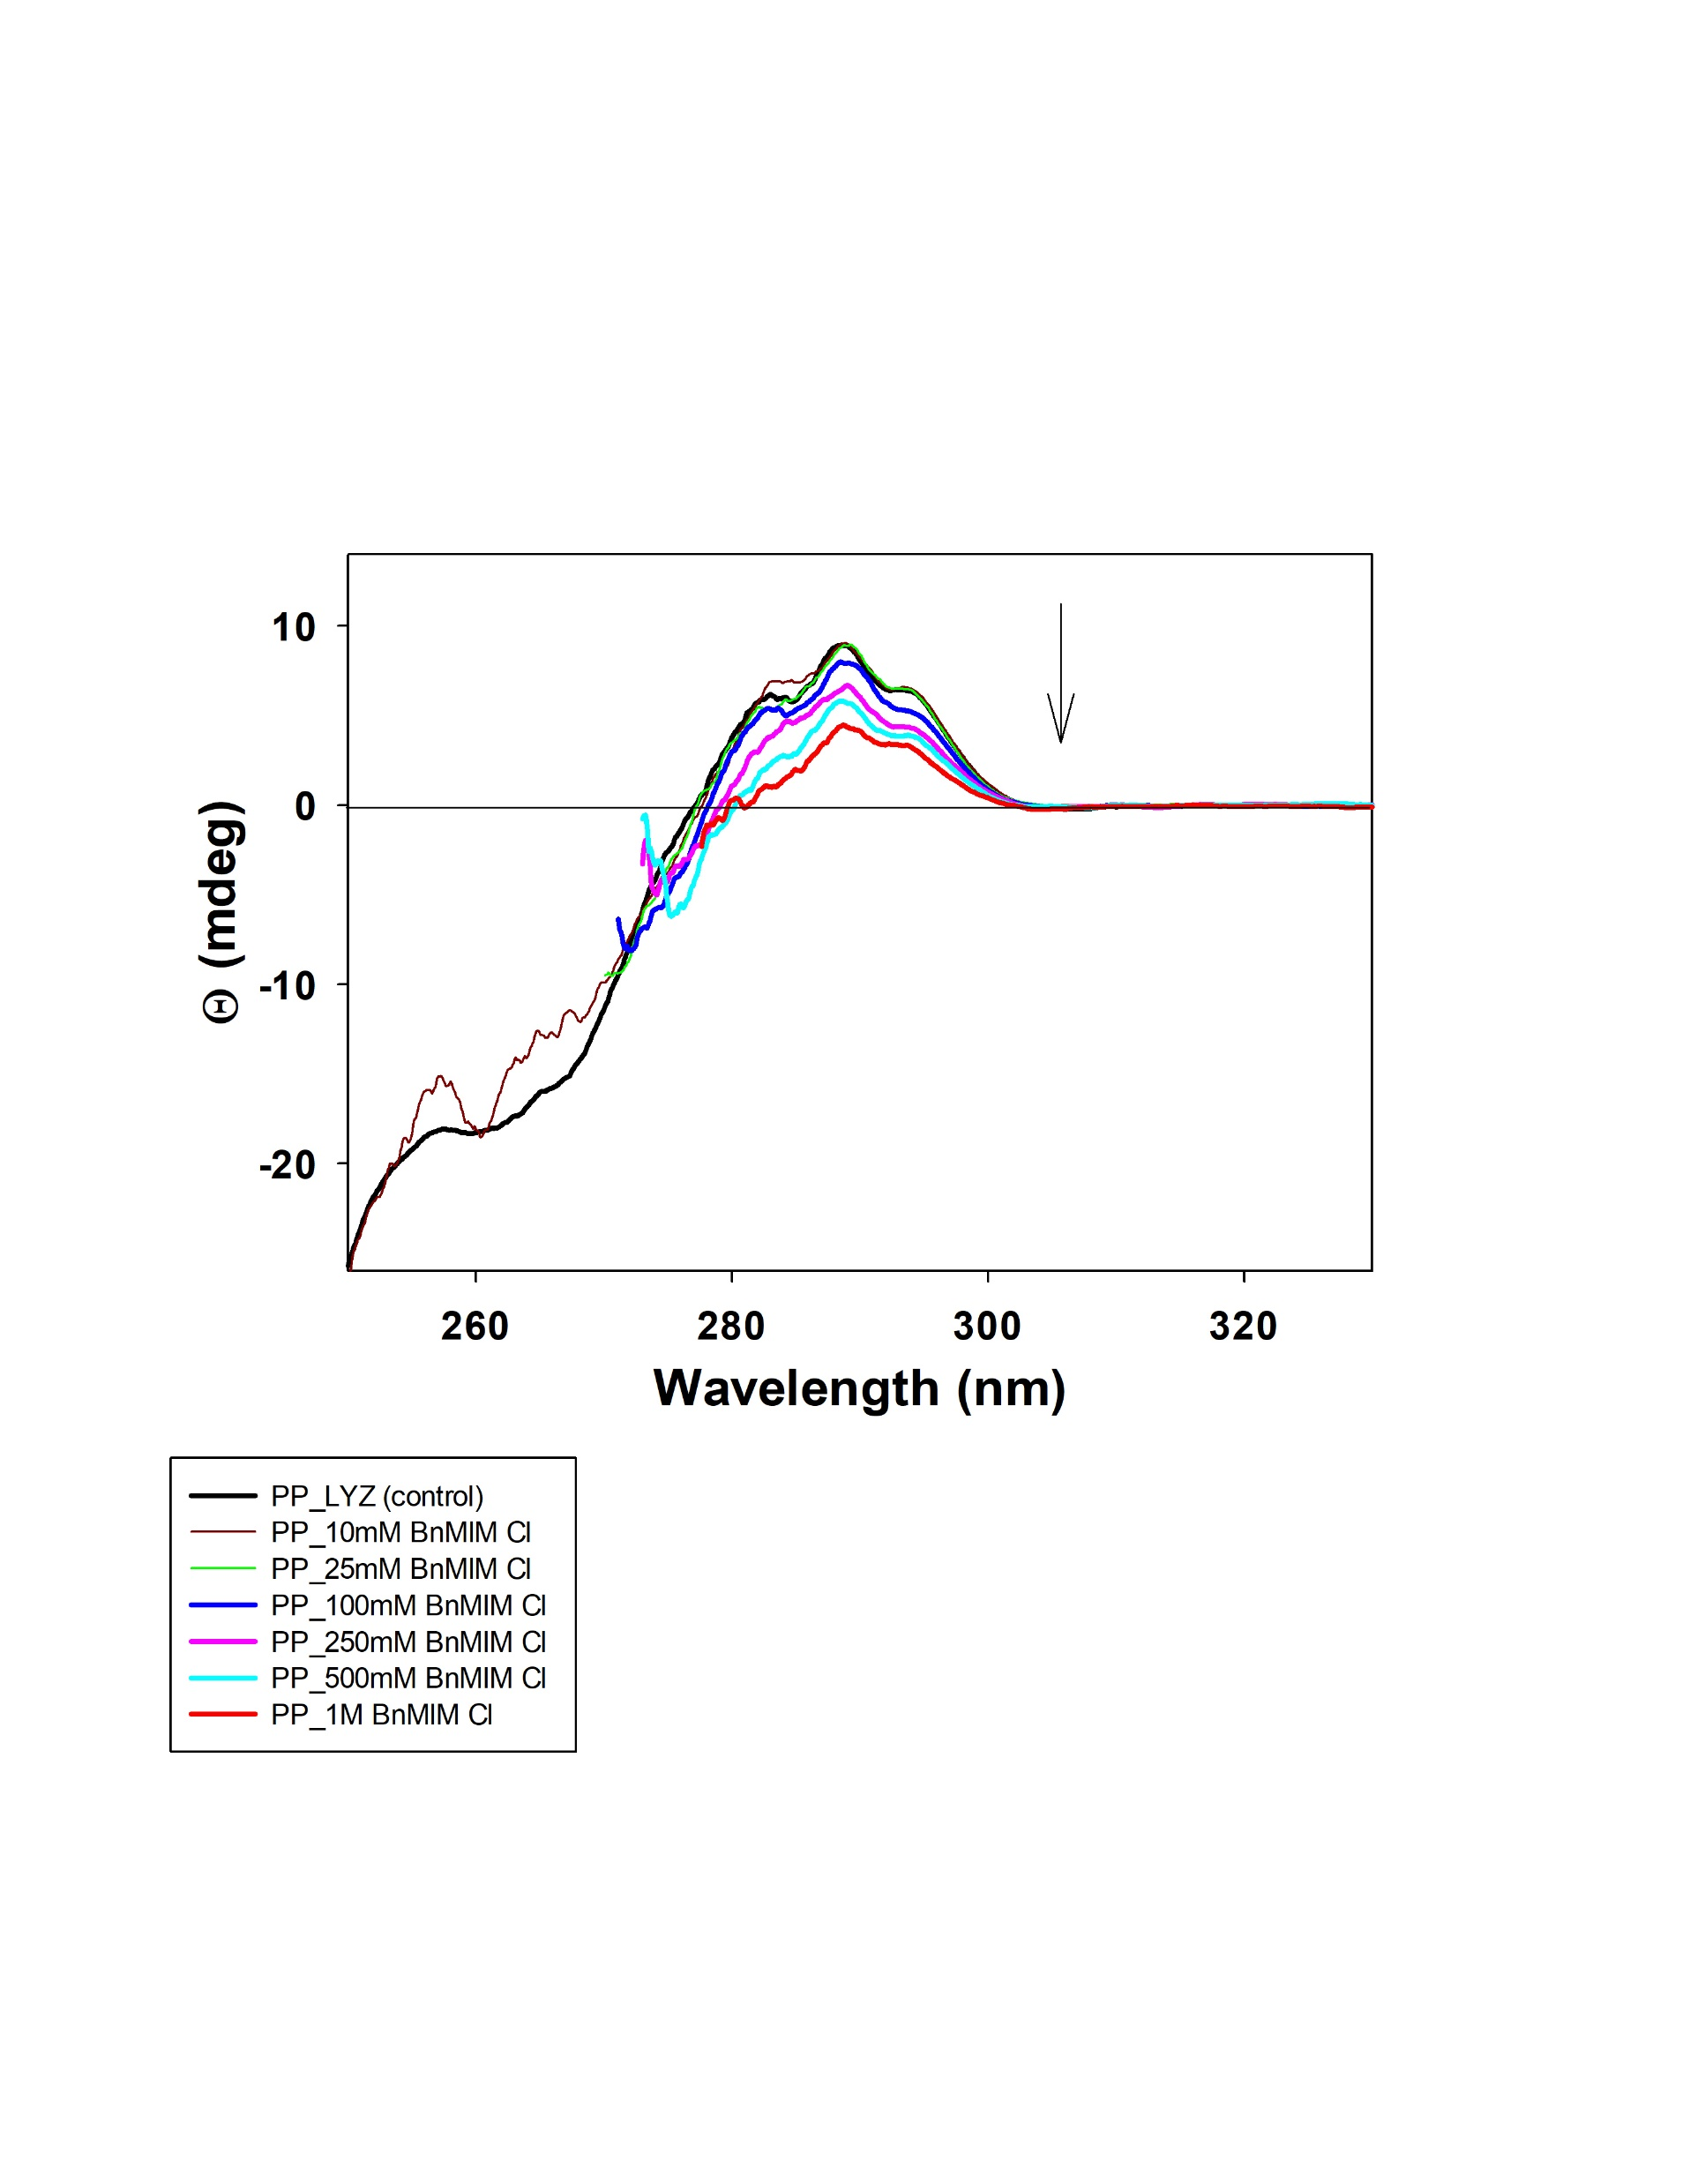 10
0
-10
-20
Θ (mdeg)
260 280 300 320
Wavelength (nm)
PP_LYZ (control)
PP_10mM BnMIM Cl
PP_25mM BnMIM Cl
PP_100mM BnMIM Cl
PP_250mM BnMIM Cl
PP_500mM BnMIM Cl
PP_1M BnMIM Cl